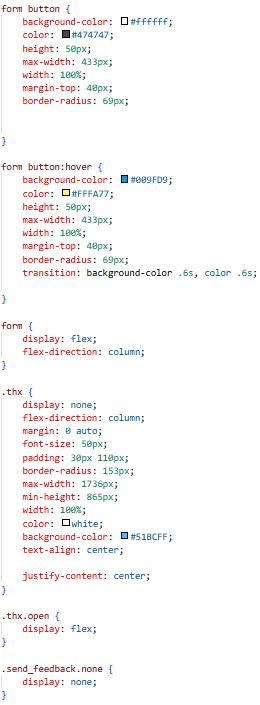 form button {
background-color: #ffffff;
color: #474747;
height: 50px;
max-width: 433px;
width: 100%;
margin-top: 40px;
border-radius: 69px;
}
form button:hover {
background-color: #009FD9;
color: #FFFA77;
height: 50px;
max-width: 433px;
width: 100%;
margin-top: 40px;
border-radius: 69px;
transition: background-color .6s, color .6s;
}
form {
display: flex;
flex-direction: column;
}
.thx {
display: none;
flex-direction: column;
margin: 0 auto;
font-size: 50px;
padding: 30px 110px;
border-radius: 153px;
max-width: 1736px;
min-height: 865px;
width: 100%;
color: white;
background-color: #51BCFF;
text-align: center;
justify-content: center;
}
.thx.open {
display: flex;
}
.send_feedback.none {
display: none;
}